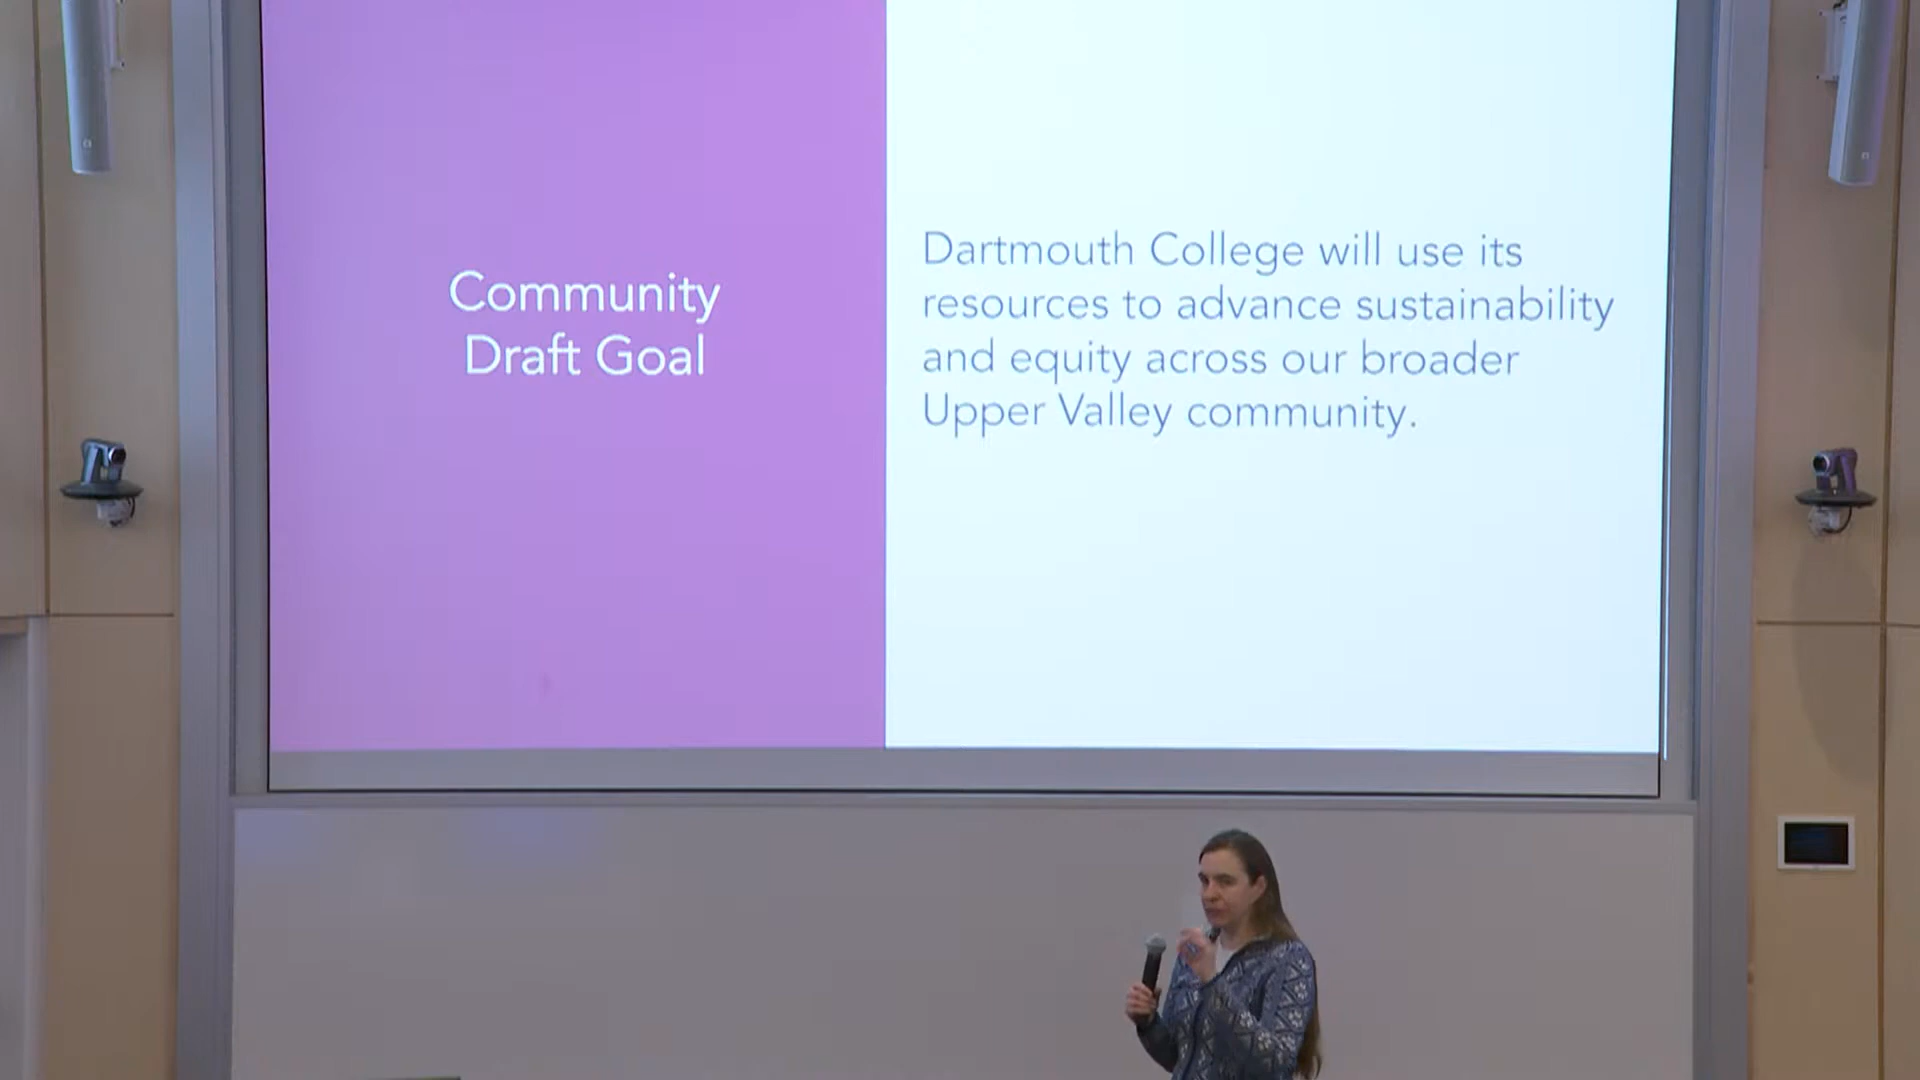 Community
Draft Goal
Dartmouth College will use its
resources to advance sustainability
and equity across our broader
Upper Valley community.